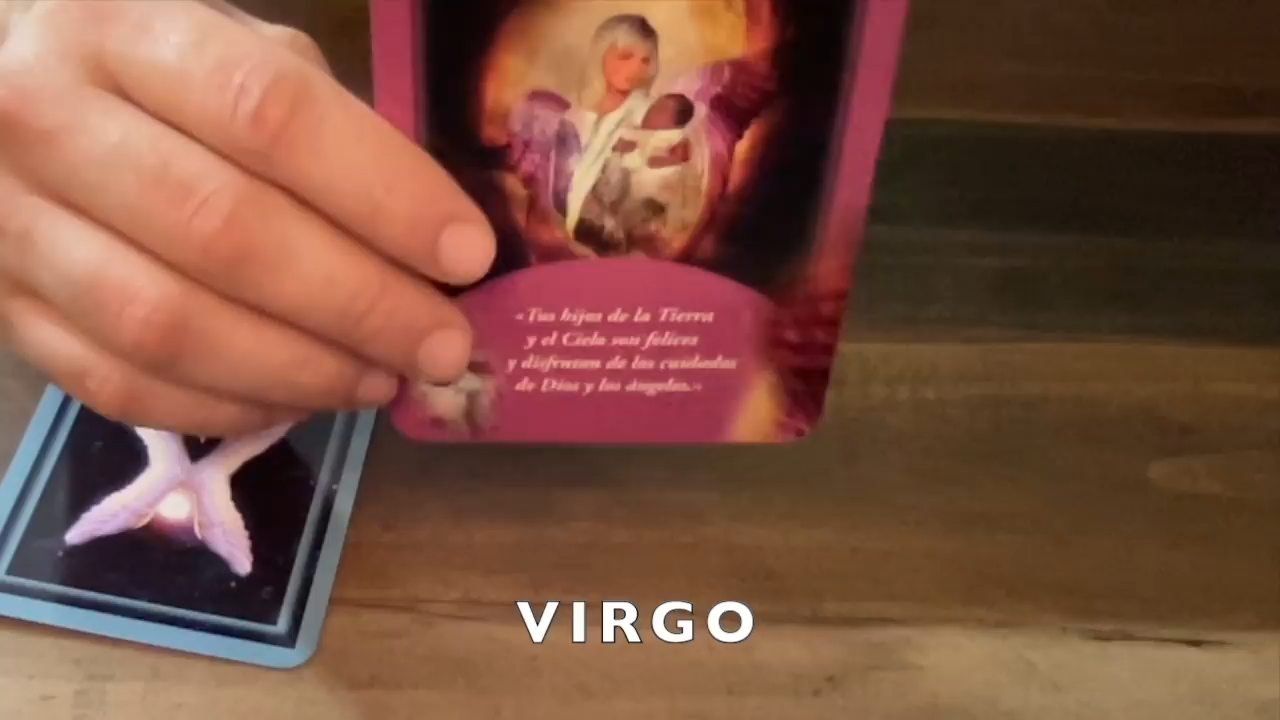 «Tus hijos de la Tierra
y el Cielo son felices
y disfrutan de los cuidados
de Dios y los ángeles.»
VIRGO